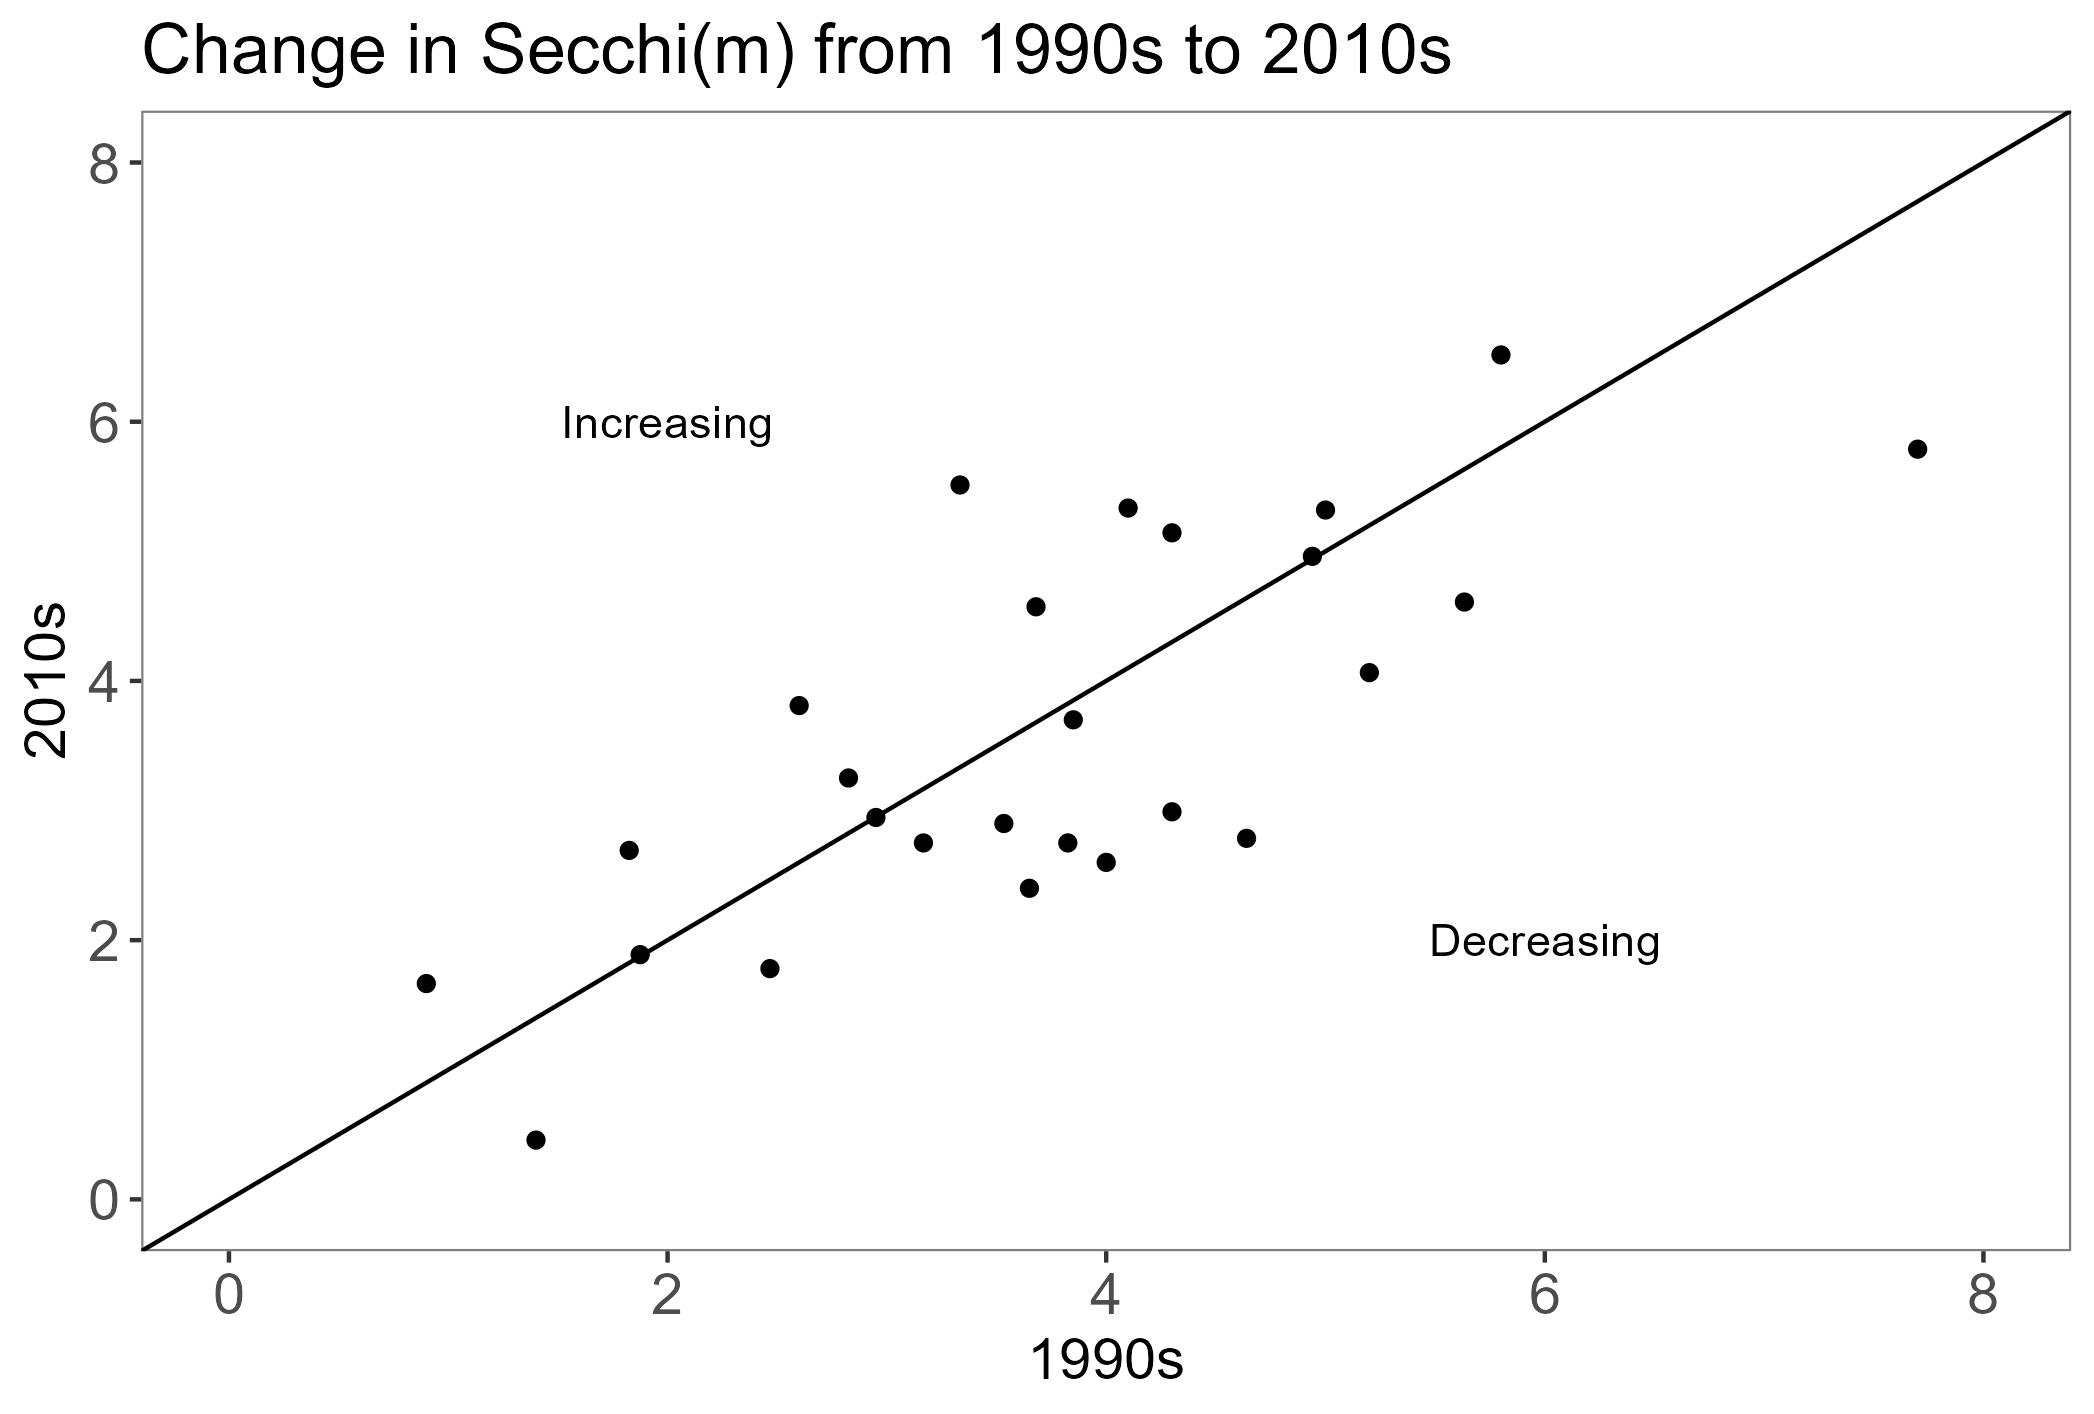 Change in Secchi(m) from 1990s to 2010s
8
6
4
2
0
2010s
Increasing
Decreasing
0 2 4 6 8
1990s